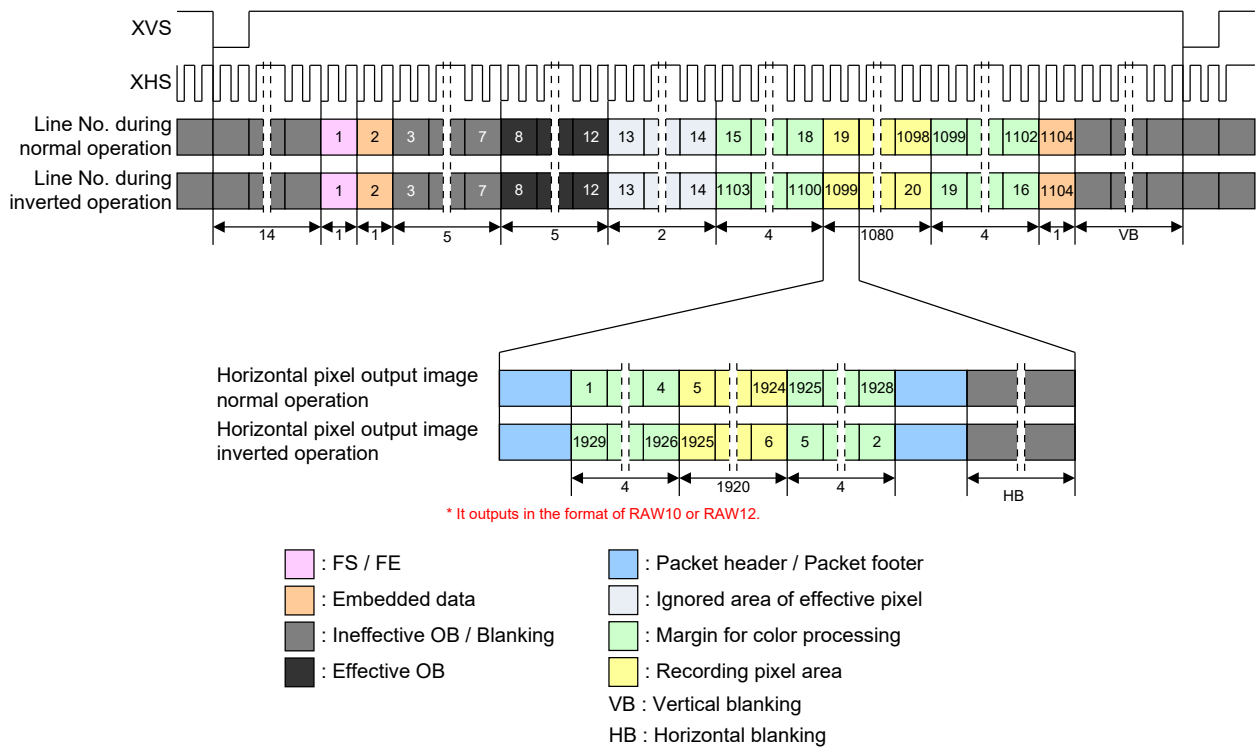 XVS
XHS
Line No. during
normal operation
1 2 3 7 8 12 13 14 15 18 19 1098 1099 1102 1104
Line No. during
inverted operation
1 2 3 7 8 12 13 14 1103 1100 1099 20 19 16 1104
14 1 1 5 5 2 4 1080 4 1 VB
Horizontal pixel output image
normal operation
1 4 5 1924 1925 1928
Horizontal pixel output image
inverted operation
1929 1926 1925 6 5 2
4 1920 4 HB
* It outputs in the format of RAW10 or RAW12.
: FS / FE
: Embedded data
: Ineffective OB / Blanking
: Effective OB
: Packet header / Packet footer
: Ignored area of effective pixel
: Margin for color processing
: Recording pixel area
VB : Vertical blanking
HB : Horizontal blanking